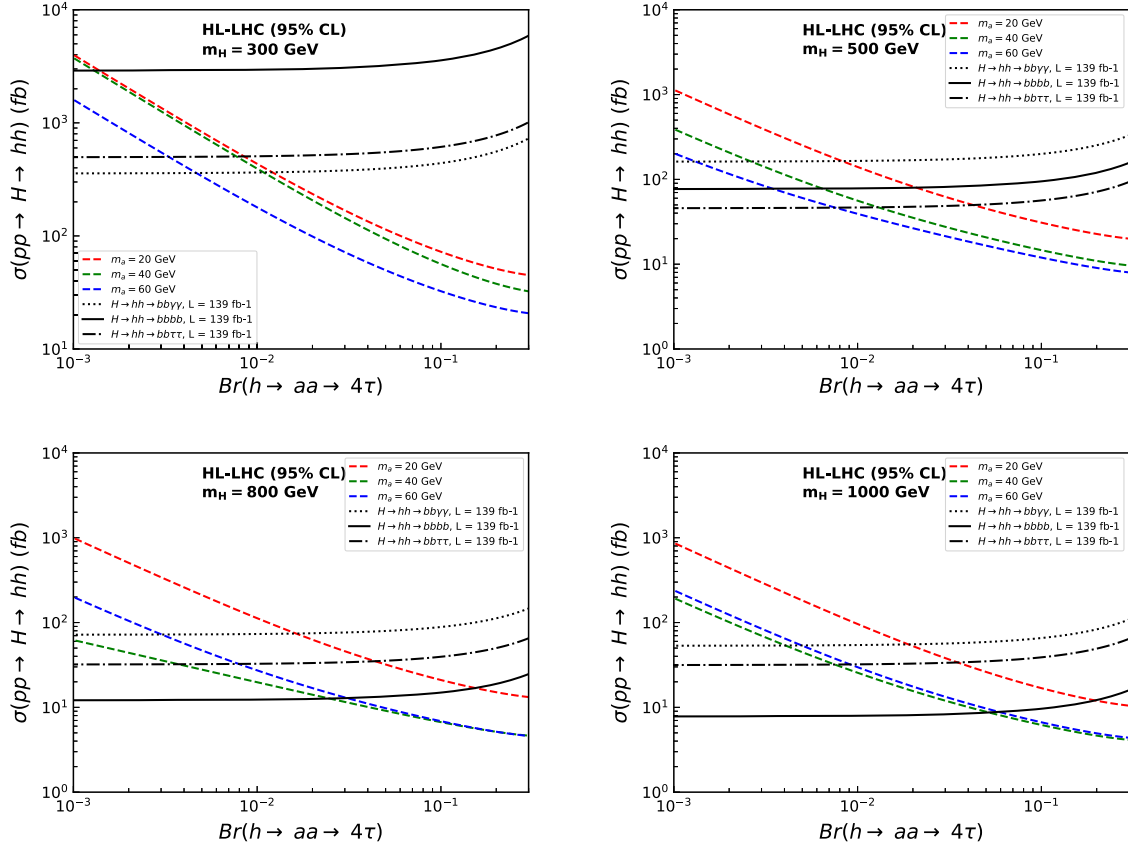 HL-LHC (95% CL)
m_H = 300 GeV
σ(pp→ H→ hh) (fb)
10^4
10^3
10^2
10^1
m_a = 20 GeV
m_a = 40 GeV
m_a = 60 GeV
H→hh→bbγγ, L = 139 fb-1
H→hh→bbbb, L = 139 fb-1
H→hh→bbττ, L = 139 fb-1
10^−3 10^−2 10^−1
Br(h→ aa→ 4τ)
HL-LHC (95% CL)
m_H = 500 GeV
m_a = 20 GeV
m_a = 40 GeV
m_a = 60 GeV
H→hh→bbγγ, L = 139 fb-1
H→hh→bbbb, L = 139 fb-1
H→hh→bbττ, L = 139 fb-1
σ(pp→ H→ hh) (fb)
10^4
10^3
10^2
10^1
10^0
10^−3 10^−2 10^−1
Br(h→ aa→ 4τ)
HL-LHC (95% CL)
m_H = 800 GeV
m_a = 20 GeV
m_a = 40 GeV
m_a = 60 GeV
H→hh→bbγγ, L = 139 fb-1
H→hh→bbbb, L = 139 fb-1
H→hh→bbττ, L = 139 fb-1
σ(pp→ H→ hh) (fb)
10^4
10^3
10^2
10^1
10^0
10^−3 10^−2 10^−1
Br(h→ aa→ 4τ)
HL-LHC (95% CL)
m_H = 1000 GeV
m_a = 20 GeV
m_a = 40 GeV
m_a = 60 GeV
H→hh→bbγγ, L = 139 fb-1
H→hh→bbbb, L = 139 fb-1
H→hh→bbττ, L = 139 fb-1
σ(pp→ H→ hh) (fb)
10^4
10^3
10^2
10^1
10^0
10^−3 10^−2 10^−1
Br(h→ aa→ 4τ)